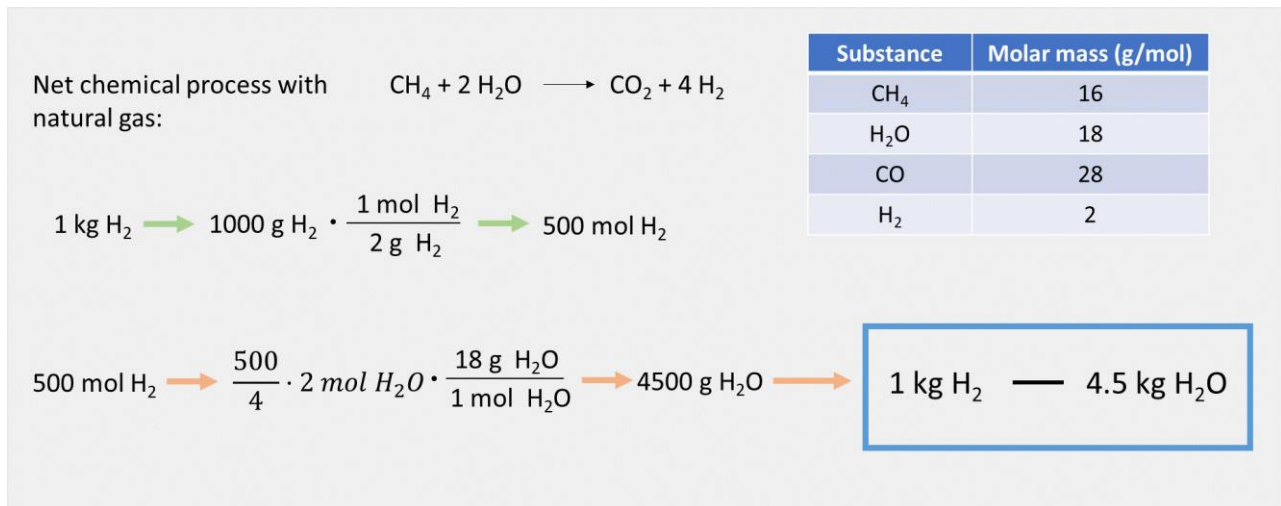 Net chemical process with
natural gas:
CH₄ + 2 H₂O ⟶ CO₂ + 4 H₂
Substance Molar mass (g/mol)
CH₄ 16
H₂O 18
CO 28
H₂ 2
1 kg H₂ → 1000 g H₂ · 1 mol H₂ / 2 g H₂ → 500 mol H₂
500 mol H₂ → 500/4 · 2 mol H₂O · 18 g H₂O / 1 mol H₂O → 4500 g H₂O →
1 kg H₂ — 4.5 kg H₂O